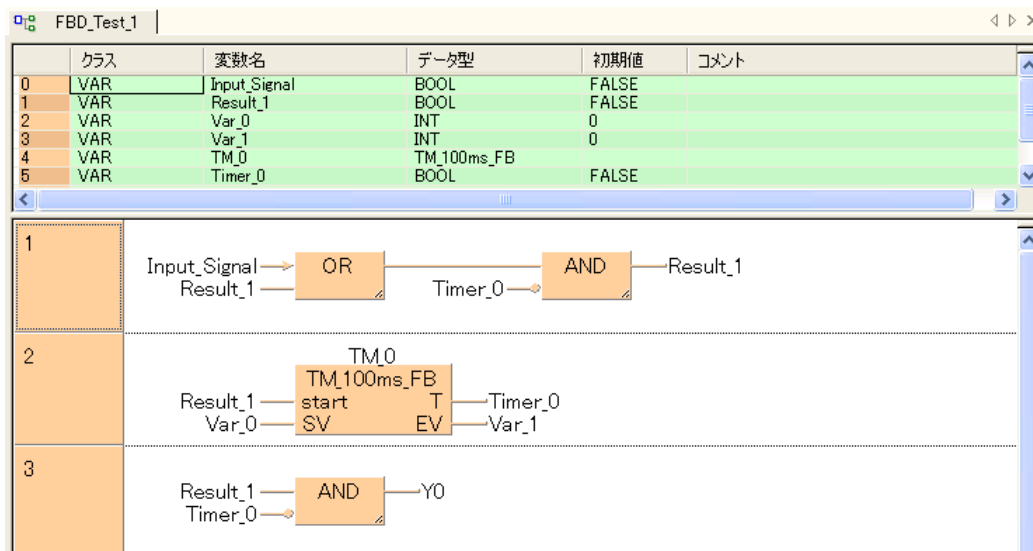 FBD_Test_1
クラス 変数名 データ型 初期値 コメント
0 VAR Input_Signal BOOL FALSE
1 VAR Result_1 BOOL FALSE
2 VAR Var_0 INT 0
3 VAR Var_1 INT 0
4 VAR TM_0 TM_100ms_FB
5 VAR Timer_0 BOOL FALSE
1
Input_Signal OR AND Result_1
Result_1 Timer_0
2
TM_0
TM_100ms_FB
Result_1 start T Timer_0
Var_0 SV EV Var_1
3
Result_1 AND Y0
Timer_0